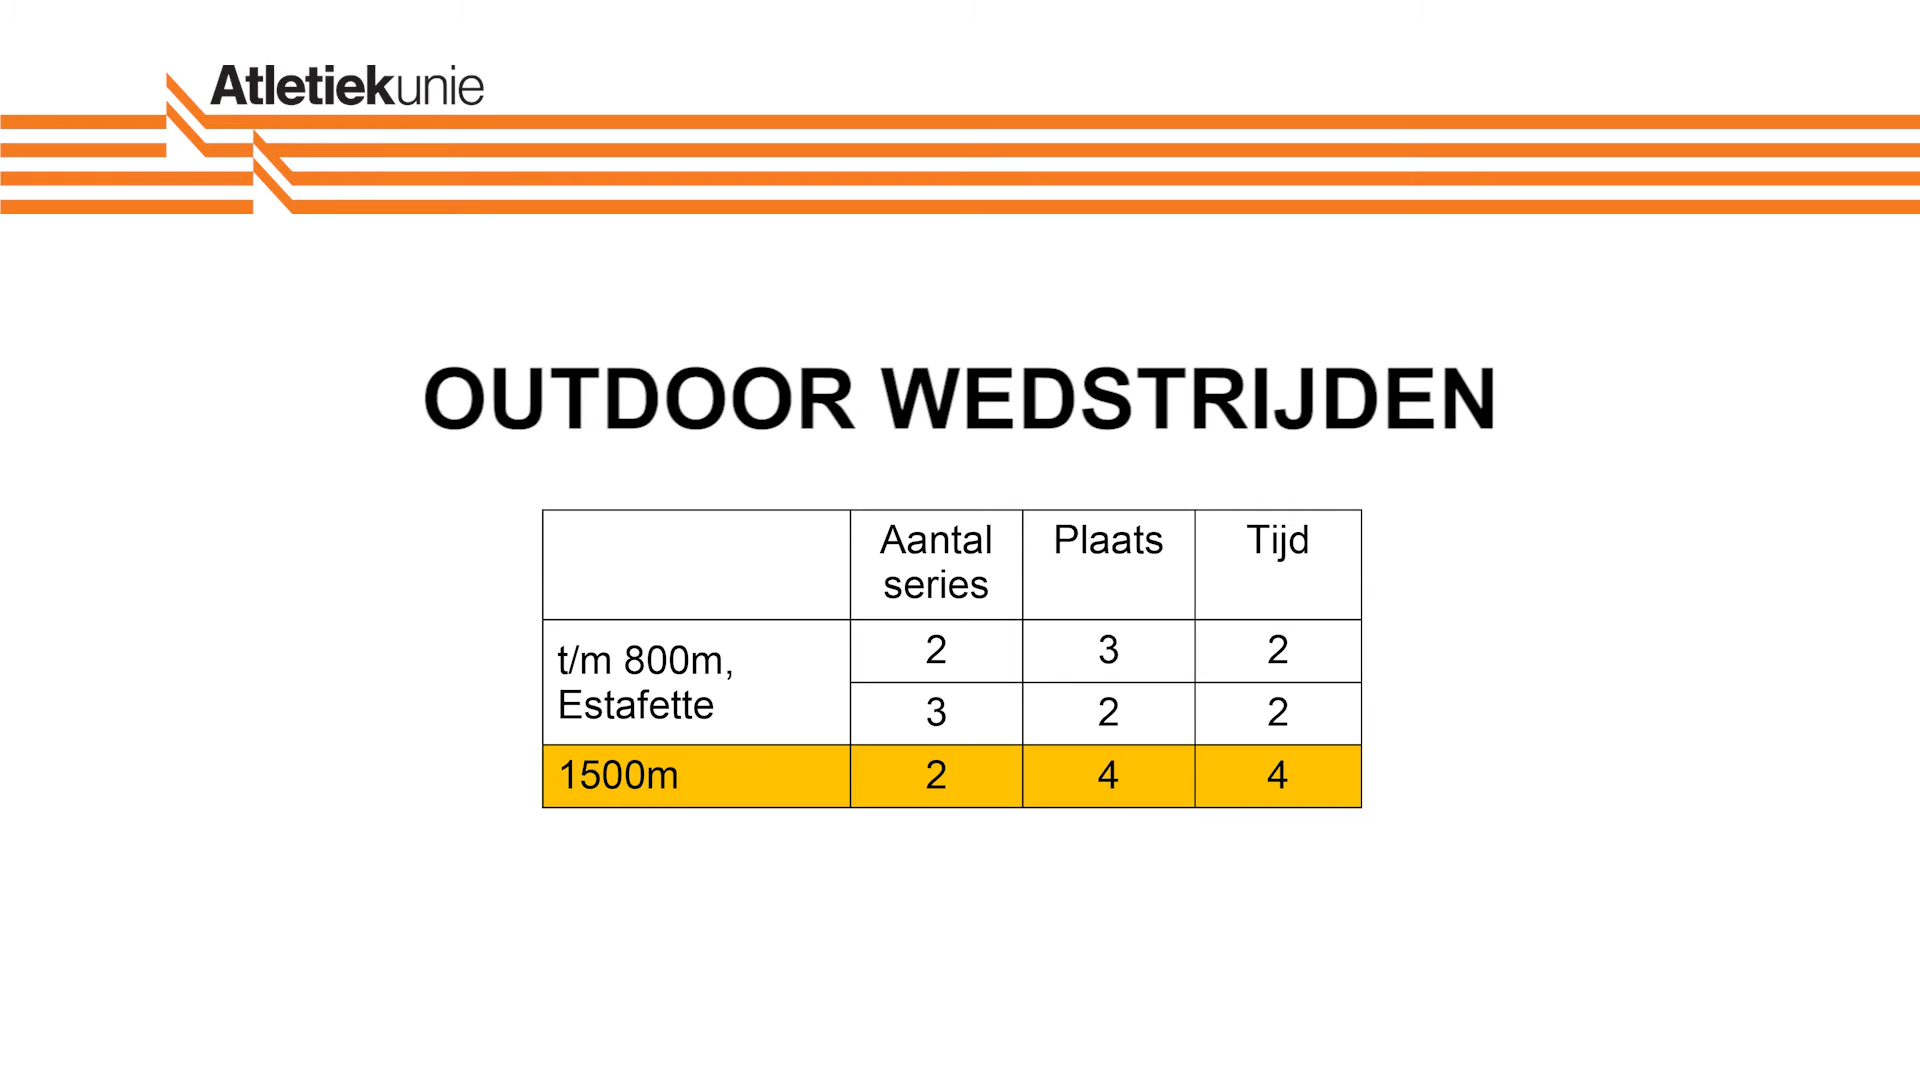 Atletiekunie
OUTDOOR WEDSTRIJDEN
Aantal series Plaats Tijd
t/m 800m, Estafette 2 3 2
3 2 2
1500m 2 4 4